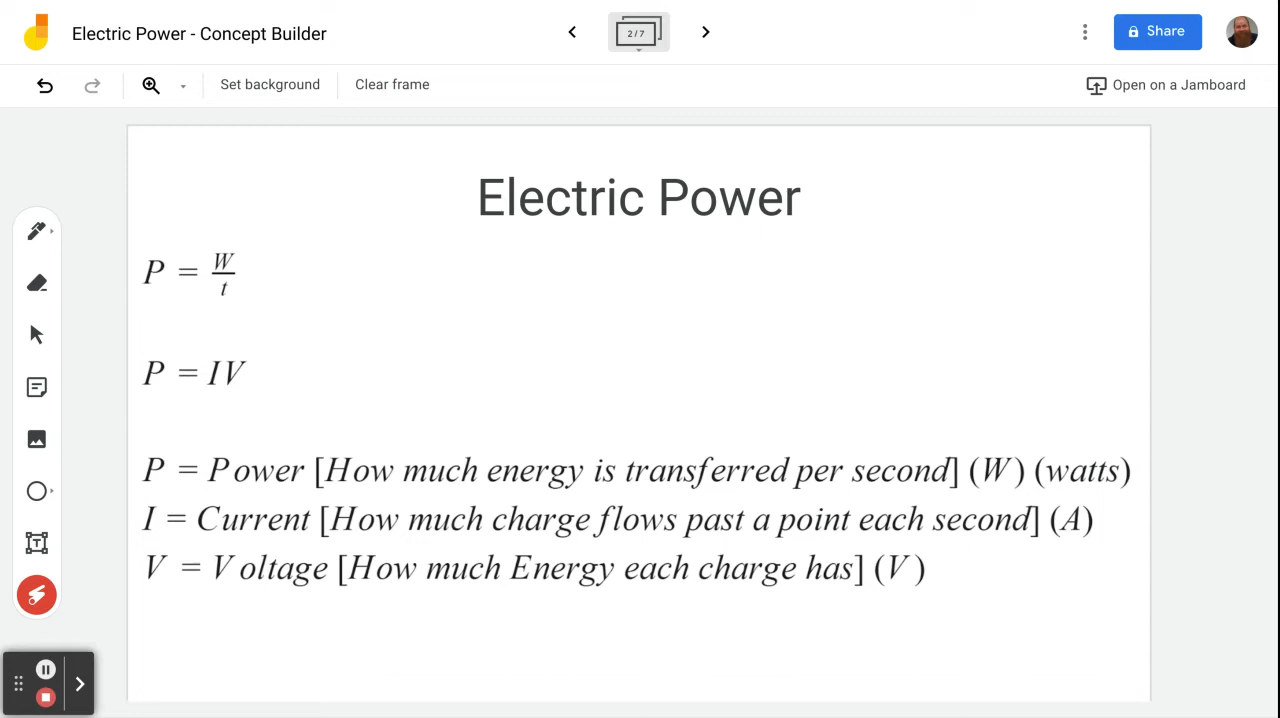 Electric Power - Concept Builder
2/7
Share
Set background
Clear frame
Open on a Jamboard
Electric Power
P = W/t
P = IV
P = Power [How much energy is transferred per second] (W) (watts)
I = Current [How much charge flows past a point each second] (A)
V = Voltage [How much Energy each charge has] (V)